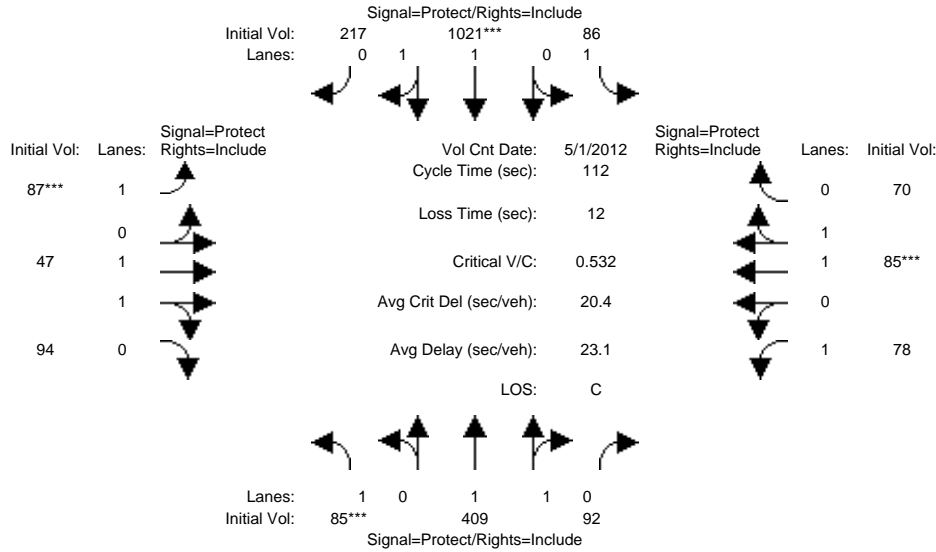 Signal=Protect/Rights=Include
Initial Vol: 217 1021*** 86
Lanes: 0 1 1 0 1
Signal=Protect
Rights=Include
Initial Vol: Lanes:
Vol Cnt Date: 5/1/2012
Signal=Protect
Rights=Include
Lanes: Initial Vol:
Cycle Time (sec): 112
87*** 1
0 70
Loss Time (sec): 12
0
1
47 1
Critical V/C: 0.532
1 85***
1
Avg Crit Del (sec/veh): 20.4
0
94 0
Avg Delay (sec/veh): 23.1
1 78
LOS: C
Lanes: 1 0 1 1 0
Initial Vol: 85*** 409 92
Signal=Protect/Rights=Include